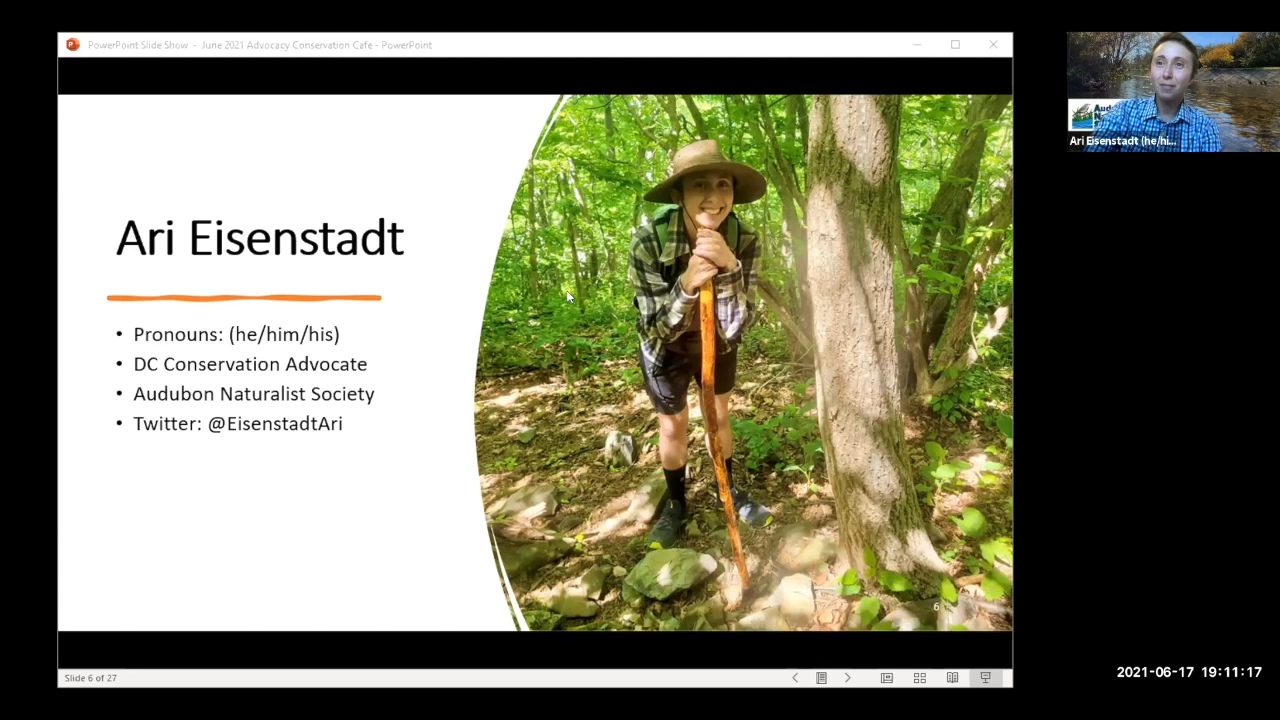 PowerPoint Slide Show - June 2021 Advocacy Conservation Cafe - PowerPoint
Ari Eisenstadt
• Pronouns: (he/him/his)
• DC Conservation Advocate
• Audubon Naturalist Society
• Twitter: @EisenstadtAri
6
Slide 6 of 27
Ari Eisenstadt (he/hi...
2021-06-17 19:11:17